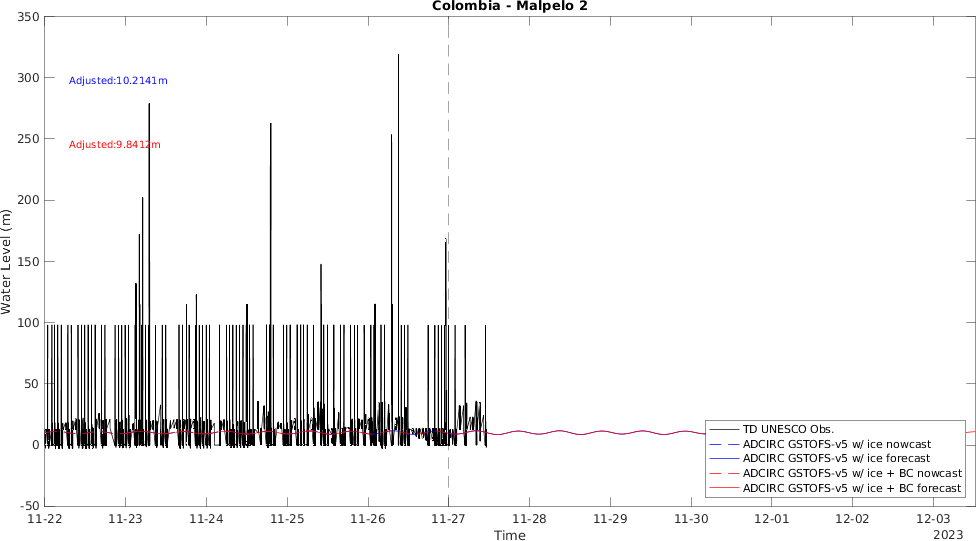 Colombia - Malpelo 2
350
300
250
200
150
100
50
0
-50
Water Level (m)
Adjusted:10.2141m
Adjusted:9.8412m
TD UNESCO Obs.
ADCIRC GSTOFS-v5 w/ ice nowcast
ADCIRC GSTOFS-v5 w/ ice forecast
ADCIRC GSTOFS-v5 w/ ice + BC nowcast
ADCIRC GSTOFS-v5 w/ ice + BC forecast
11-22 11-23 11-24 11-25 11-26 11-27 11-28 11-29 11-30 12-01 12-02 12-03
Time
2023